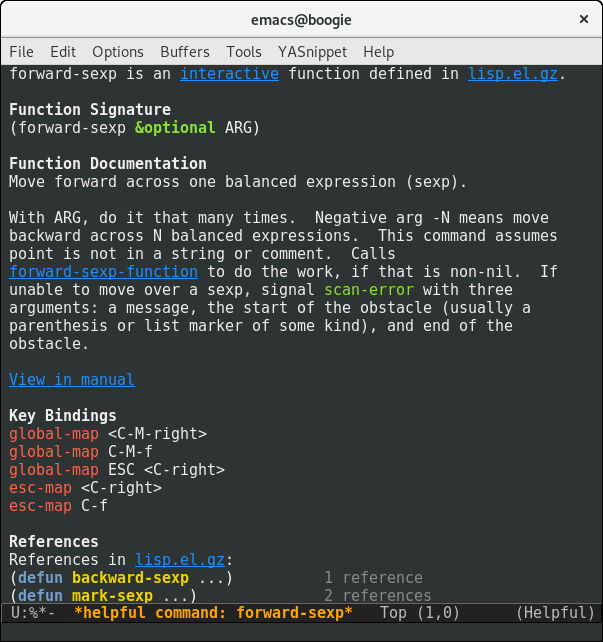 emacs@boogie ×
File Edit Options Buffers Tools YASnippet Help
forward-sexp is an interactive function defined in lisp.el.gz.
Function Signature
(forward-sexp &optional ARG)
Function Documentation
Move forward across one balanced expression (sexp).
With ARG, do it that many times.  Negative arg -N means move
backward across N balanced expressions.  This command assumes
point is not in a string or comment.  Calls
forward-sexp-function to do the work, if that is non-nil.  If
unable to move over a sexp, signal scan-error with three
arguments: a message, the start of the obstacle (usually a
parenthesis or list marker of some kind), and end of the
obstacle.
View in manual
Key Bindings
global-map <C-M-right>
global-map C-M-f
global-map ESC <C-right>
esc-map <C-right>
esc-map C-f
References
References in lisp.el.gz:
(defun backward-sexp ...)          1 reference
(defun mark-sexp ...)              2 references
U:%*-  *helpful command: forward-sexp*   Top (1,0)      (Helpful)